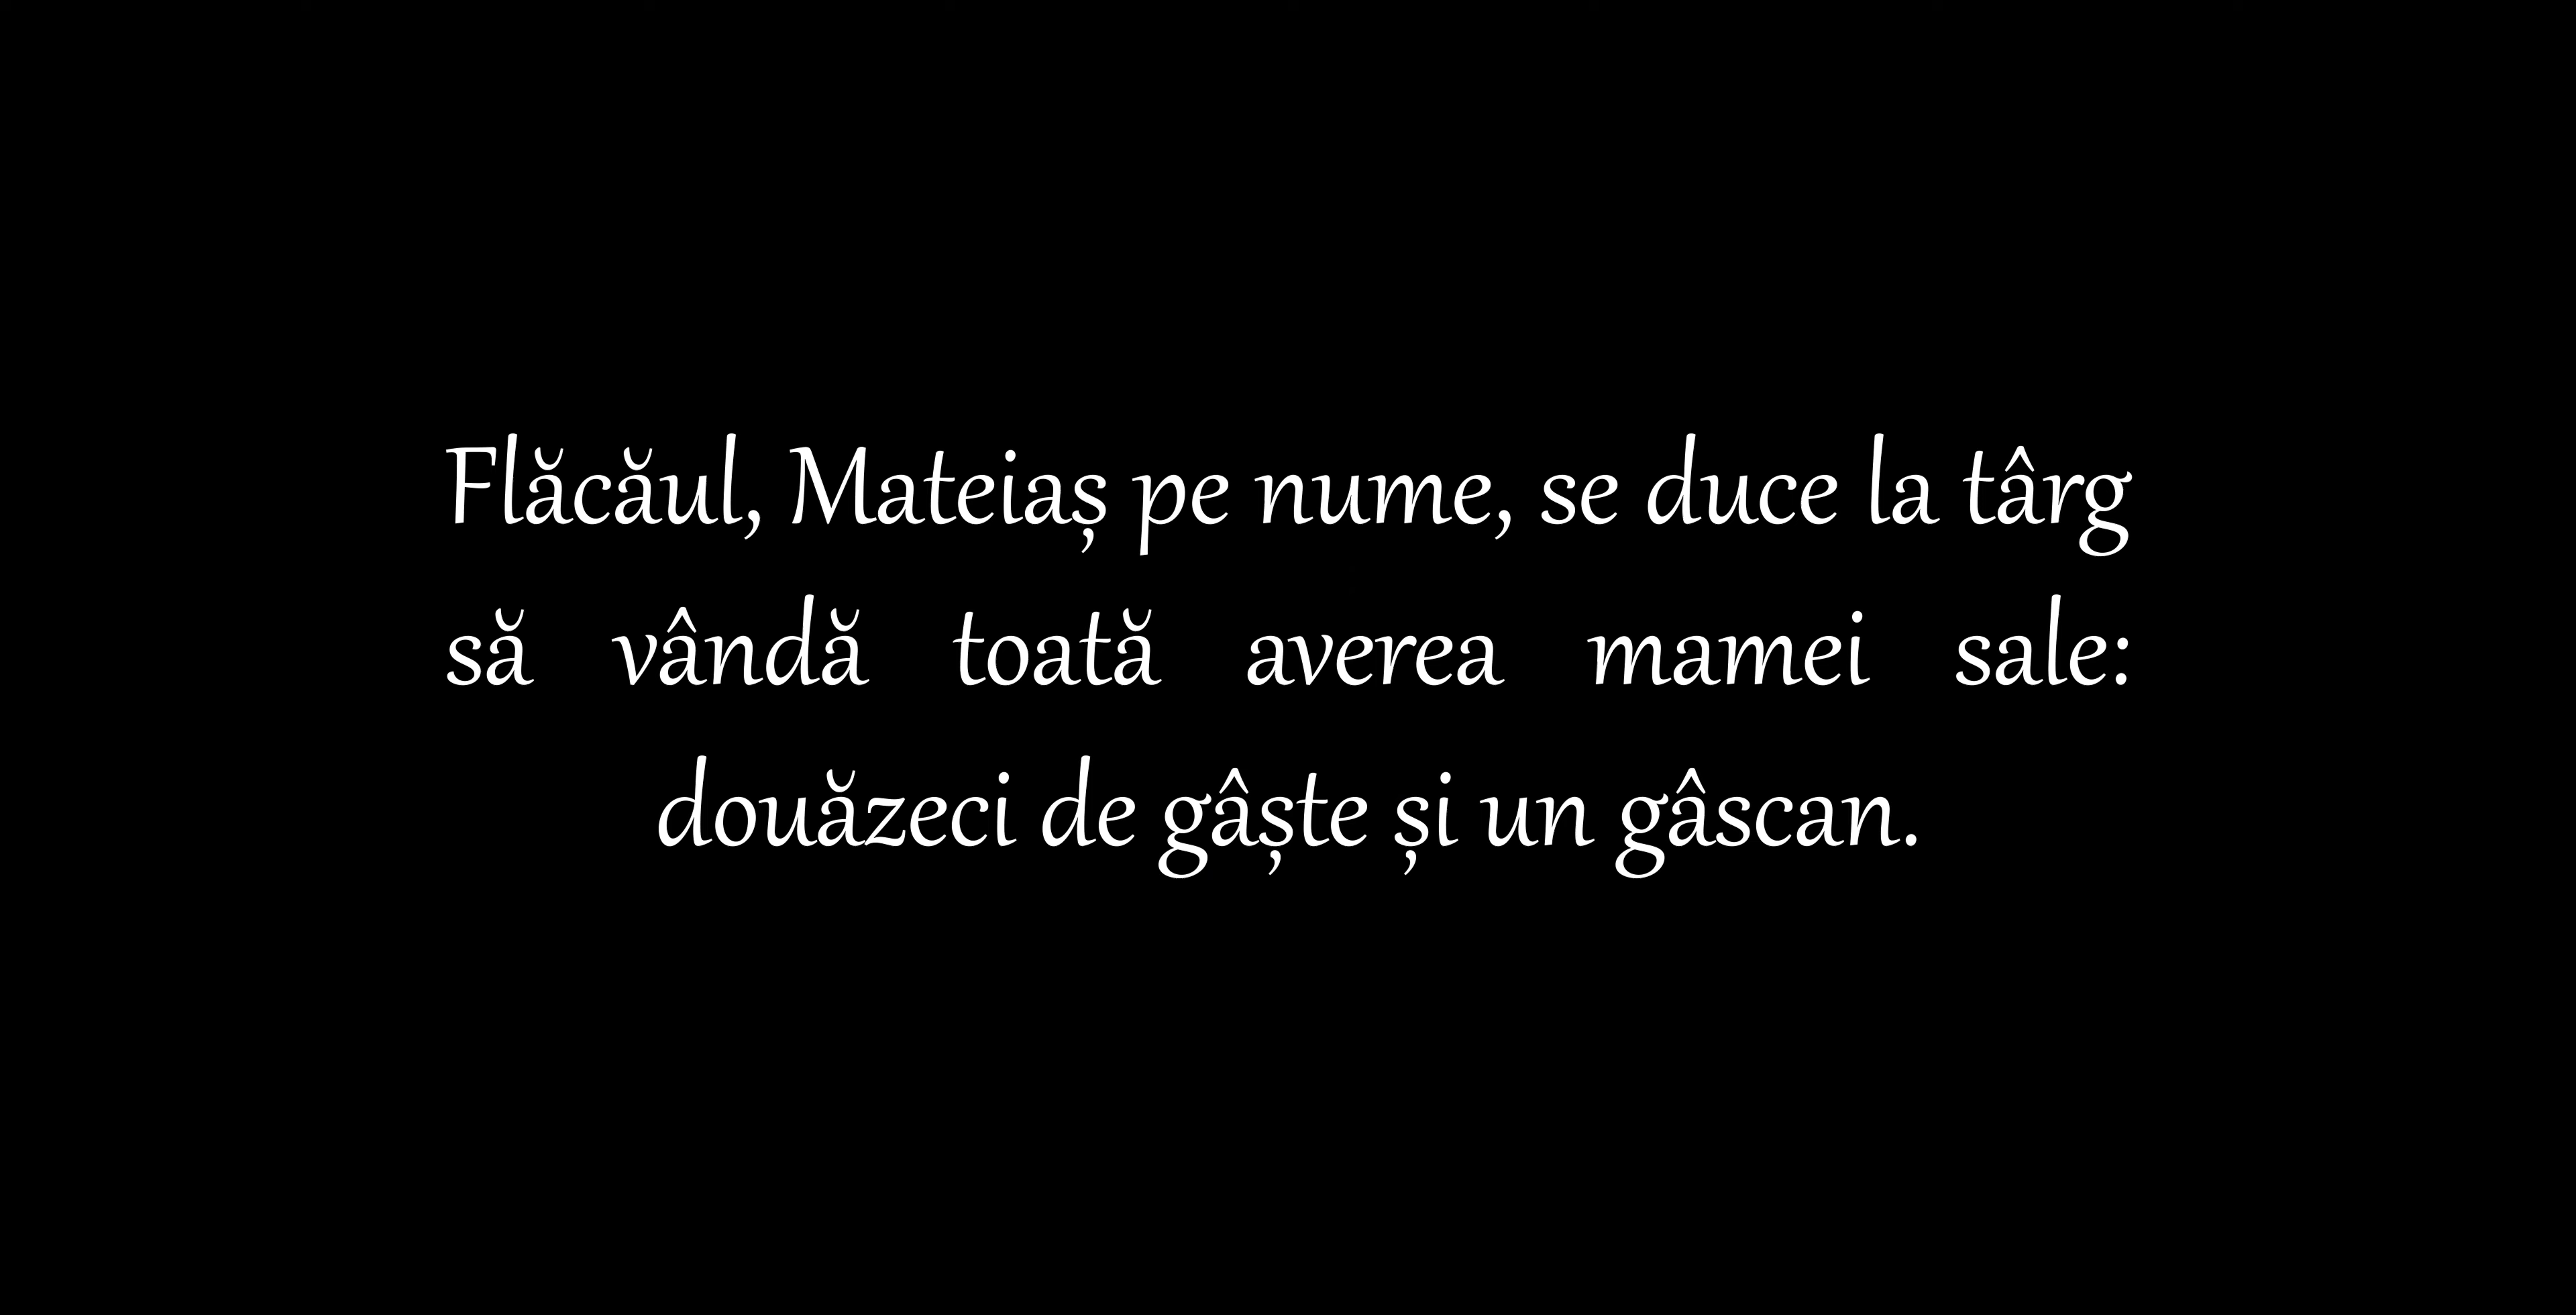 Flăcăul, Mateiaș pe nume, se duce la târg
să vândă toată averea mamei sale:
douăzeci de gâște și un gâscan.